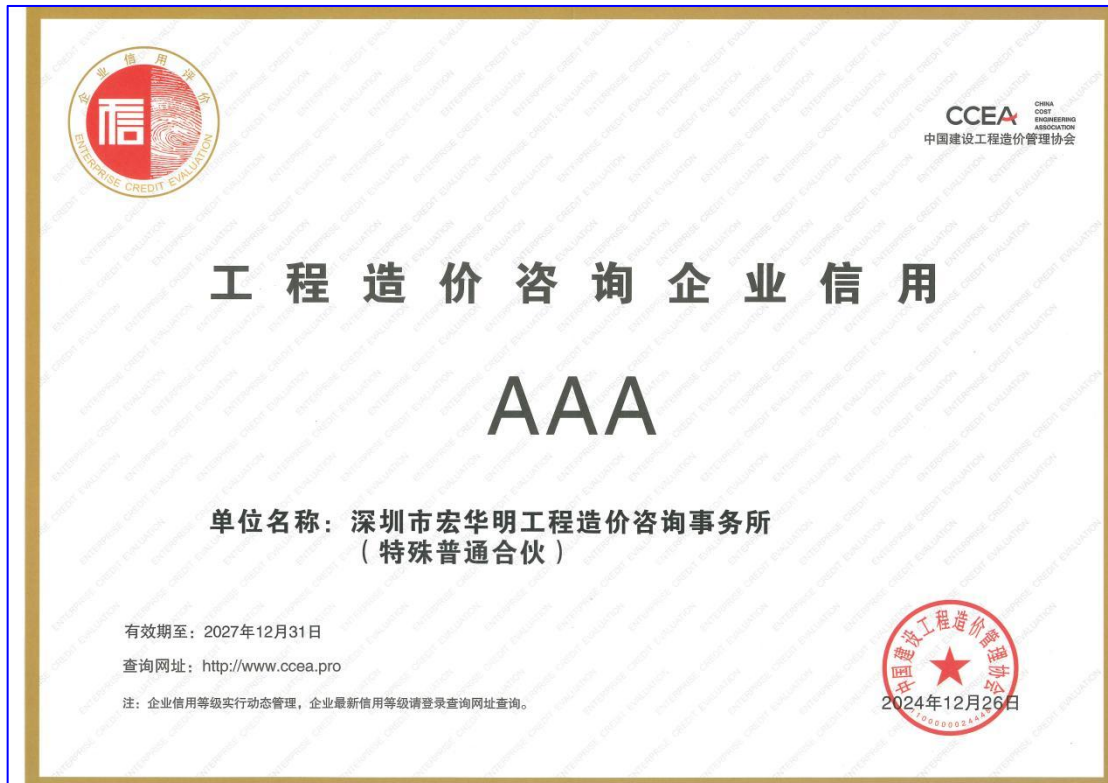 企业信用评价
信
ENTERPRISE CREDIT EVALUATION
CCEA
CHINA
COST
ENGINEERING
ASSOCIATION
中国建设工程造价管理协会
工程造价咨询企业信用
AAA
单位名称：深圳市宏华明工程造价咨询事务所
（特殊普通合伙）
有效期至：2027年12月31日
查询网址：http://www.ccea.pro
注：企业信用等级实行动态管理，企业最新信用等级请登录查询网址查询。
中国建设工程造价管理协会
2024年12月26日